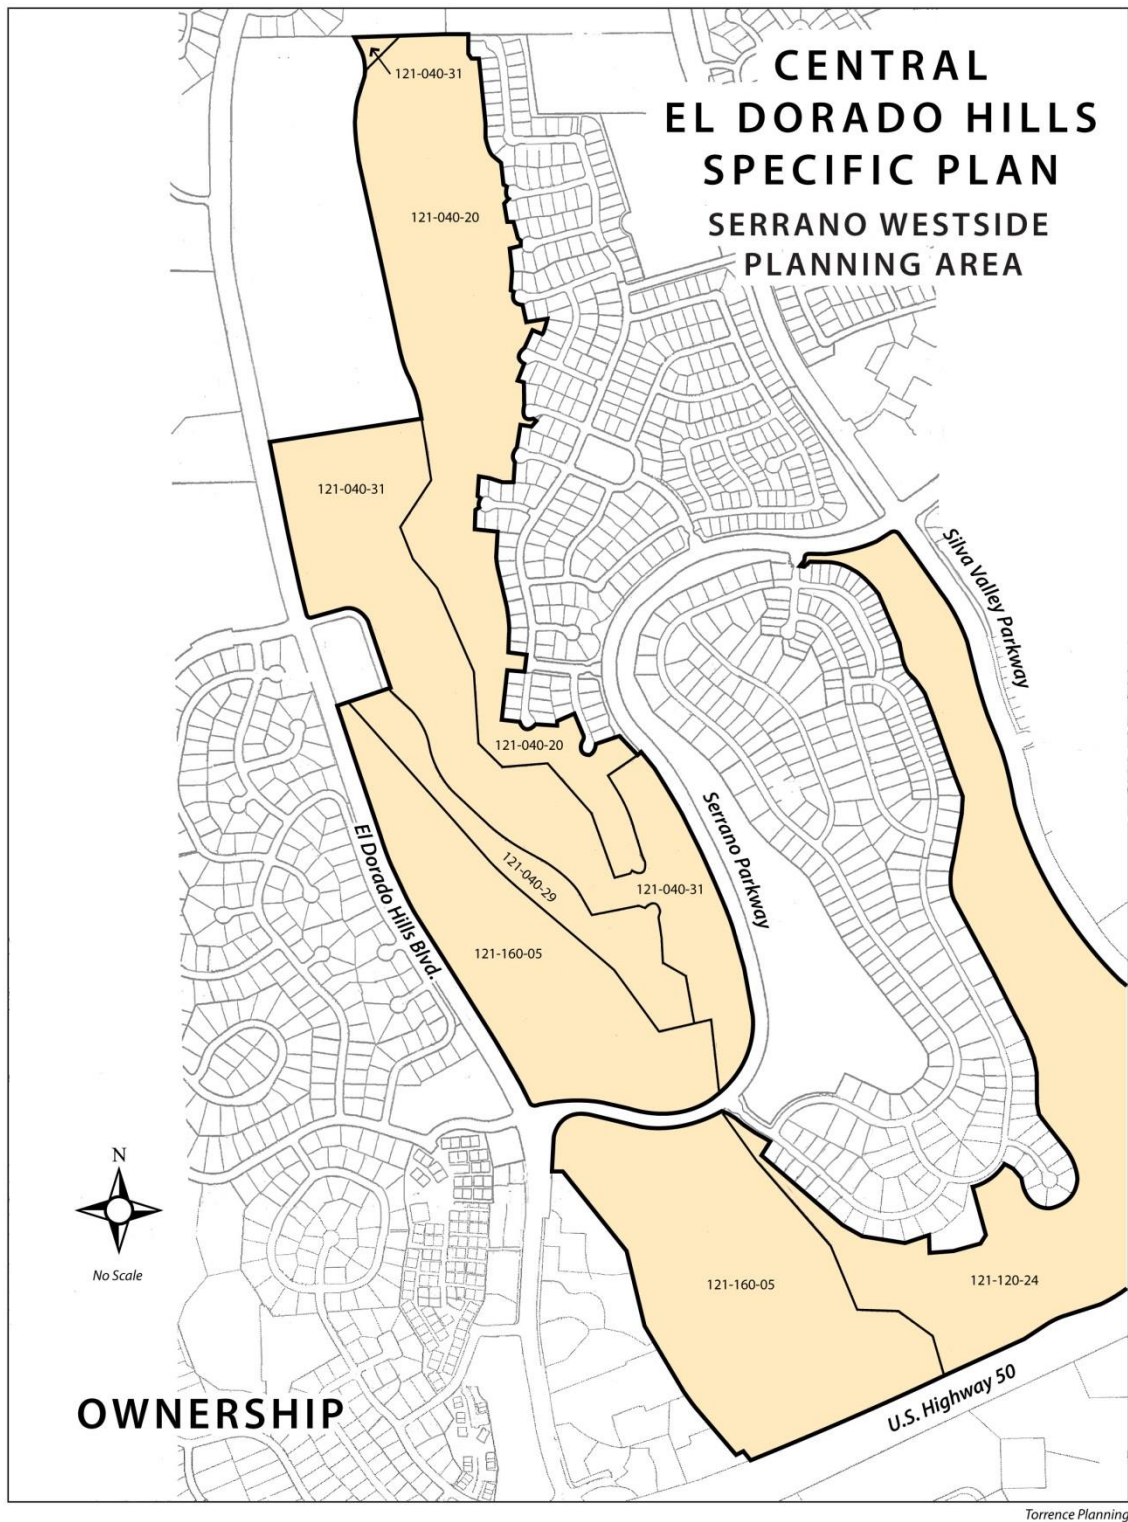 CENTRAL
EL DORADO HILLS
SPECIFIC PLAN
SERRANO WESTSIDE
PLANNING AREA
121-040-31
121-040-20
121-040-31
Silva Valley Parkway
121-040-20
Serrano Parkway
El Dorado Hills Blvd.
121-040-29
121-040-31
121-160-05
N
No Scale
121-160-05
121-120-24
U.S. Highway 50
OWNERSHIP
Torrence Planning